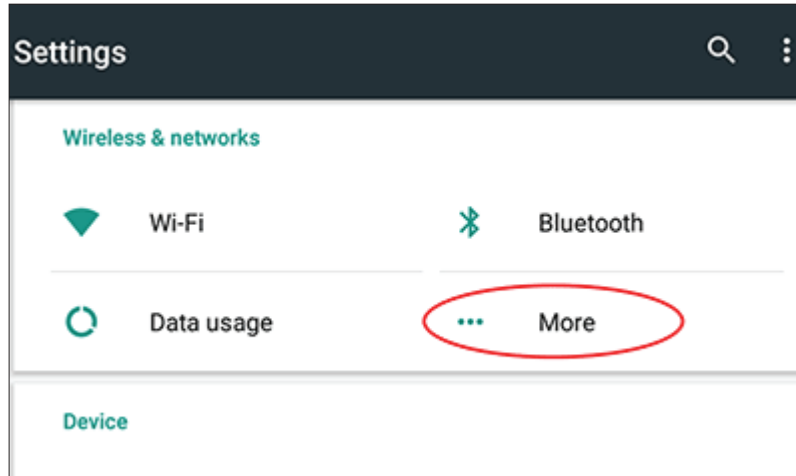 Settings
Wireless & networks
Wi-Fi
Bluetooth
Data usage
More
Device